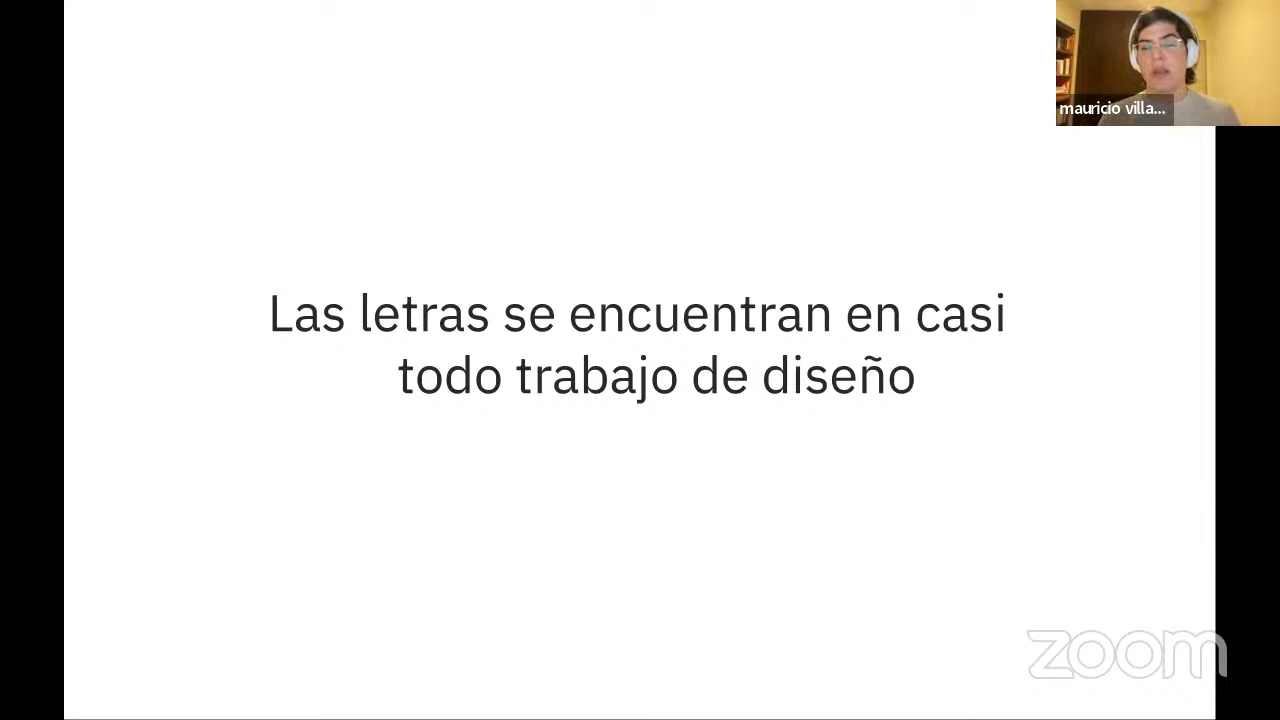 mauricio villa...
Las letras se encuentran en casi
todo trabajo de diseño
zoom